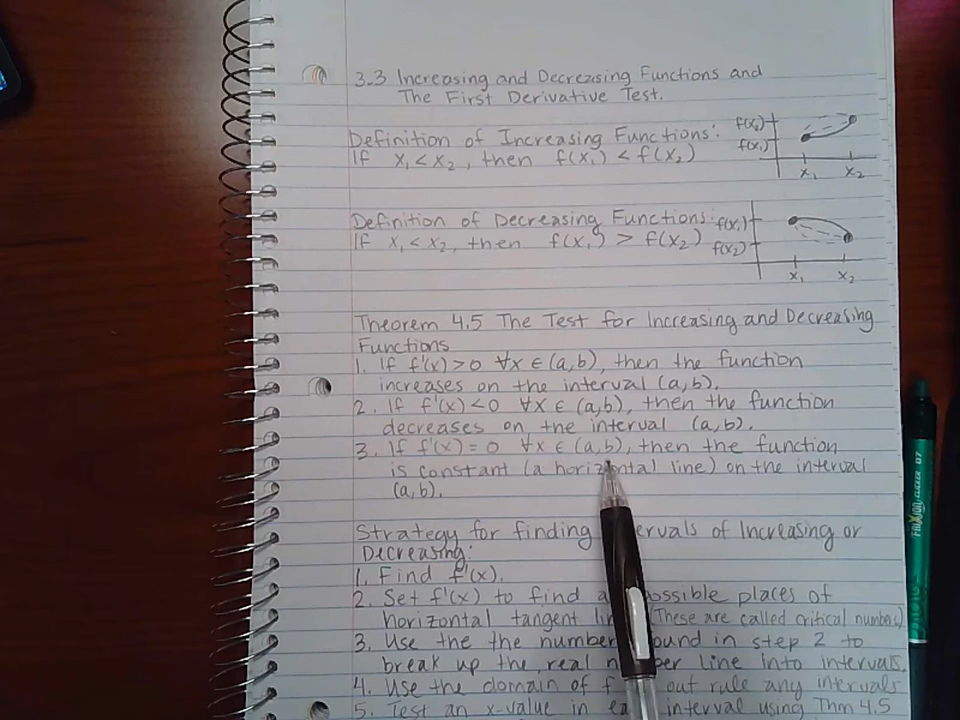 3.3 Increasing and Decreasing Functions and
The First Derivative Test.
Definition of Increasing Functions:
If x₁ < x₂, then f(x₁) < f(x₂)
f(x₂)
f(x₁)
x₁ x₂
Definition of Decreasing Functions:
If x₁ < x₂, then f(x₁) > f(x₂)
f(x₁)
f(x₂)
x₁ x₂
Theorem 4.5 The Test for Increasing and Decreasing
Functions
1. If f'(x) > 0 ∀x ∈ (a,b), then the function
increases on the interval (a,b).
2. If f'(x) < 0 ∀x ∈ (a,b), then the function
decreases on the interval (a,b).
3. If f'(x) = 0 ∀x ∈ (a,b), then the function
is constant (a horizontal line) on the interval
(a,b).
Strategy for finding of Increasing or
Decreasing:
1. Find f'(x).
2. Set f'(x) to find possible places of
horizontal tangent (These are called critical numbers)
3. Use the the number in step 2 to
break up the real line into intervals.
4. Use the domain of f out rule any intervals
5. Test an x-value in interval using Thm 4.5